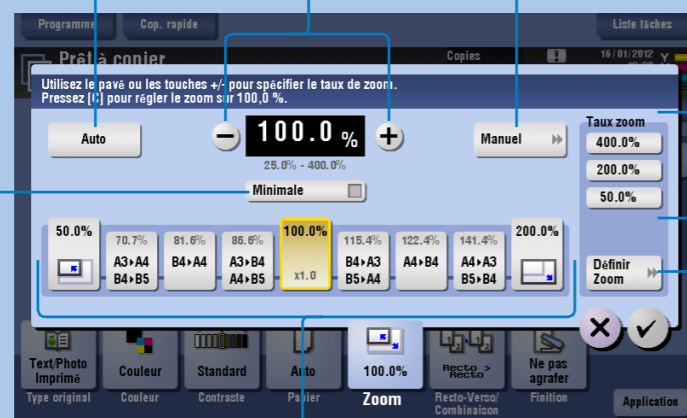 Programme
Cop. rapide
Liste tâches
Prêt à copier
Copies
16/01/2012
Utilisez le pavé ou les touches +/- pour spécifier le taux de zoom.
Pressez [C] pour régler le zoom sur 100,0 %.
Auto
− 100.0 % +
Manuel
25.0% - 400.0%
Minimale
Taux zoom
400.0%
200.0%
50.0%
Définir
Zoom
50.0%
70.7%
A3▸A4
B4▸B5
81.6%
B4▸A4
86.6%
A3▸B4
A4▸B5
100.0%
x1.0
115.4%
B4▸A3
B5▸A4
122.4%
A4▸B4
141.4%
A4▸A3
B5▸B4
200.0%
Text/Photo
Imprimé
Type original
Couleur
Couleur
Standard
Contraste
Auto
Papier
100.0%
Zoom
Recto >
Recto
Recto-Verso/
Combinaison
Ne pas
agrafer
Finition
Application